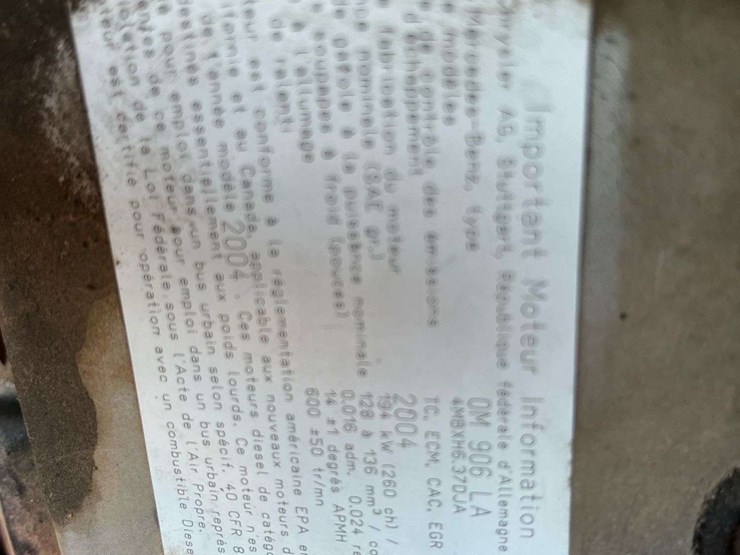 Important Moteur Information
Chrysler AG, Stuttgart, République fédérale d'Allemagne
Mercedes-Benz, type OM 906 LA
modèles 4MBXH6.37DJA
de contrôle des émissions TC, EGM, CAC, EGR
d'échappement
fabrication du moteur 2004
nominale (SAE gr.) 194 kW (260 ch) /
de pétrole à la puissance nominale 128 à 136 mm³ / co
soupapes à froid (pouces) 0.016 adm. 0.024
à l'allumage 14 ±1 degrés APMH
de ralenti 600 ±50 tr/mn
est conforme à la réglementation américaine EPA
et au Canada, applicable aux nouveaux moteurs d
de l'année modèle 2004. Ces moteurs diesel de catégo
destinés essentiellement aux poids lourds. Ce moteur n'es
pour emploi dans un bus urbain selon spécif. 40 CFR 8
de ce moteur pour emploi dans un bus urbain représ
de la Loi Fédérale sous l'Acte de l'Air Propre.
est certifié pour opération avec un combustible Diese